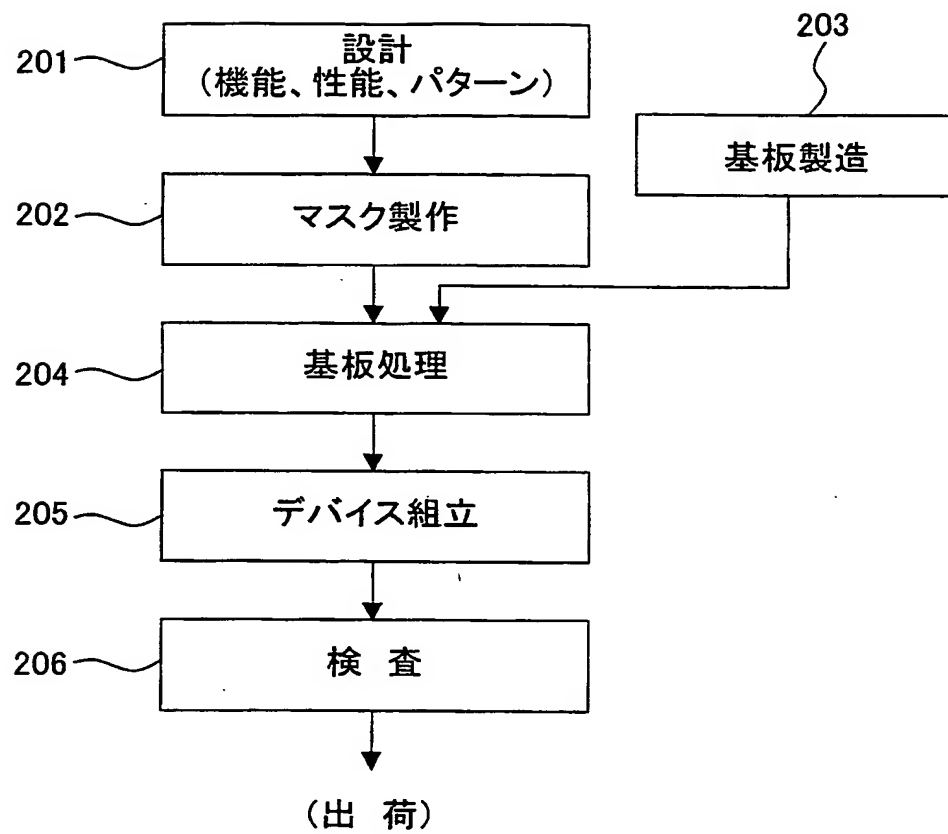 201
設計
(機能、性能、パターン)
203
基板製造
202
マスク製作
204
基板処理
205
デバイス組立
206
検 査
(出 荷)